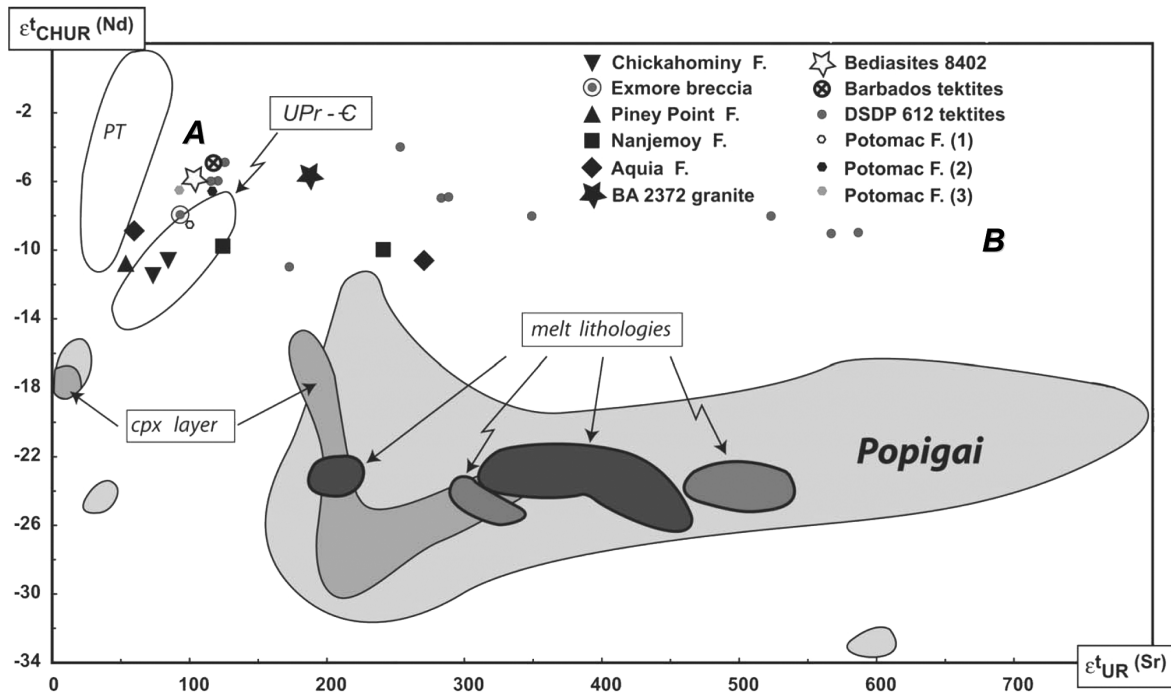 εᵗCHUR (Nd)
Chickahominy F.
Exmore breccia
Piney Point F.
Nanjemoy F.
Aquia F.
BA 2372 granite
Bediasites 8402
Barbados tektites
DSDP 612 tektites
Potomac F. (1)
Potomac F. (2)
Potomac F. (3)
PT
A
UPr - Є
B
-2
-6
-10
-14
-18
-22
-26
-30
-34
melt lithologies
cpx layer
Popigai
0
100
200
300
400
500
600
700
εᵗUR (Sr)